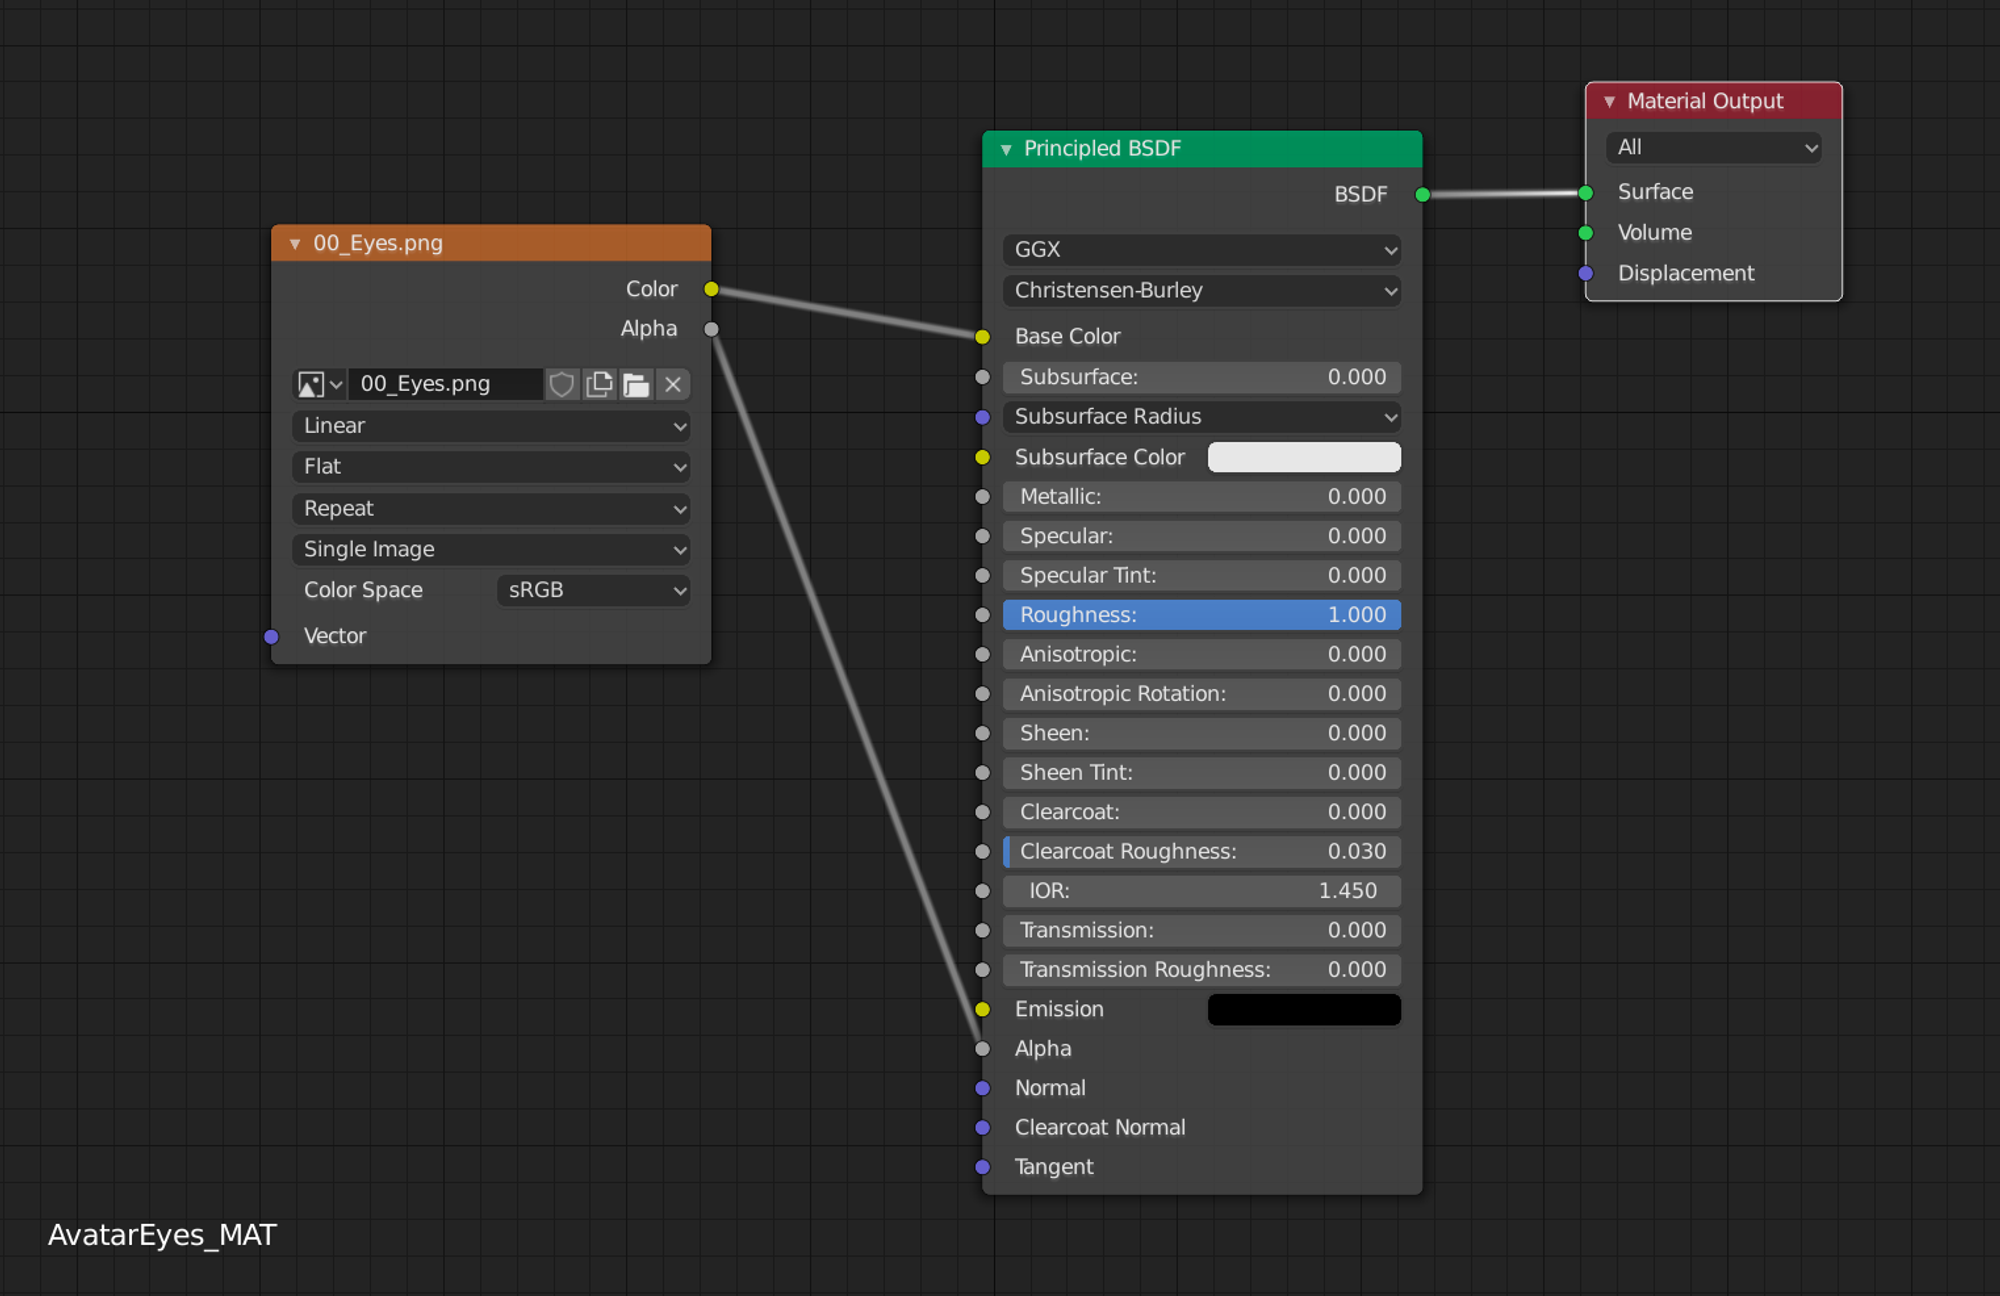 00_Eyes.png
Color
Alpha
00_Eyes.png
Linear
Flat
Repeat
Single Image
Color Space sRGB
Vector
Principled BSDF
BSDF
GGX
Christensen-Burley
Base Color
Subsurface: 0.000
Subsurface Radius
Subsurface Color
Metallic: 0.000
Specular: 0.000
Specular Tint: 0.000
Roughness: 1.000
Anisotropic: 0.000
Anisotropic Rotation: 0.000
Sheen: 0.000
Sheen Tint: 0.000
Clearcoat: 0.000
Clearcoat Roughness: 0.030
IOR: 1.450
Transmission: 0.000
Transmission Roughness: 0.000
Emission
Alpha
Normal
Clearcoat Normal
Tangent
Material Output
All
Surface
Volume
Displacement
AvatarEyes_MAT